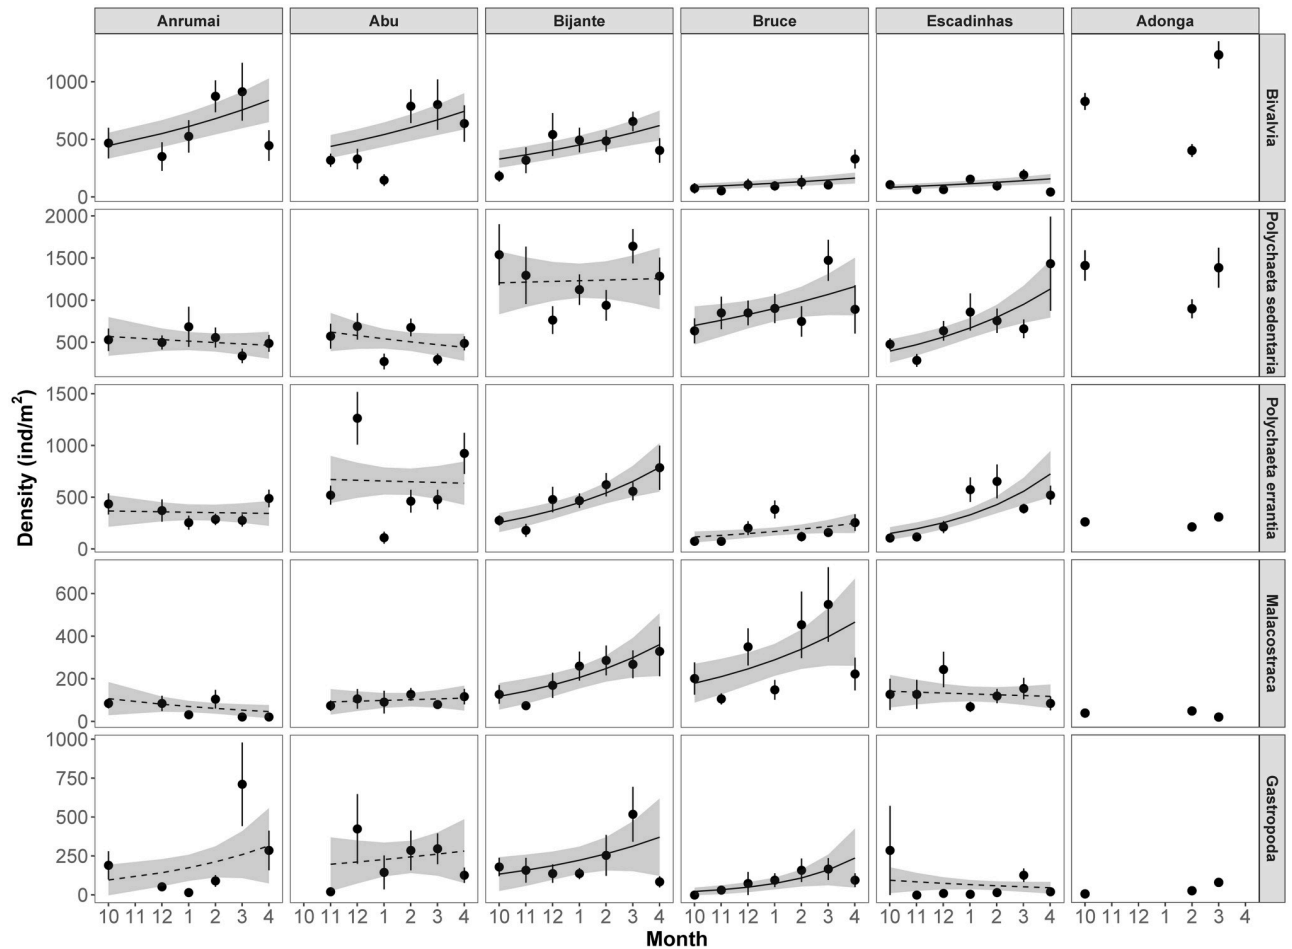 Anrumai Abu Bijante Bruce Escadinhas Adonga
1000
500
0
Bivalvia
2000
1500
1000
500
Polychaeta sedentaria
1500
1000
500
0
Polychaeta errantia
600
400
200
0
Malacostraca
1000
750
500
250
0
Gastropoda
Density (ind/m²)
10 11 12 1 2 3 4 10 11 12 1 2 3 4 10 11 12 1 2 3 4 10 11 12 1 2 3 4 10 11 12 1 2 3 4 10 11 12 1 2 3 4
Month